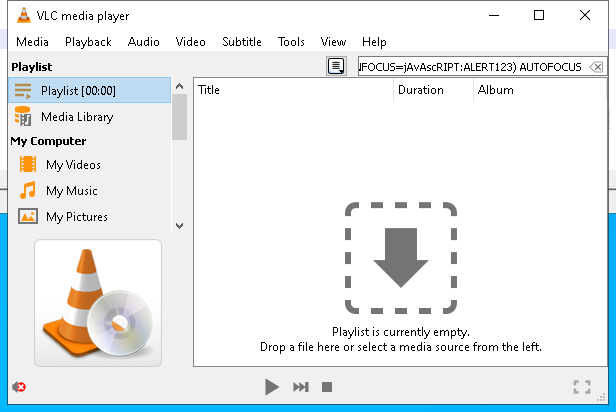 VLC media player
Media Playback Audio Video Subtitle Tools View Help
Playlist
FOCUS=jAvAscRIPT:ALERT123) AUTOFOCUS
Playlist [00:00]
Media Library
My Computer
My Videos
My Music
My Pictures
Title Duration Album
Playlist is currently empty.
Drop a file here or select a media source from the left.